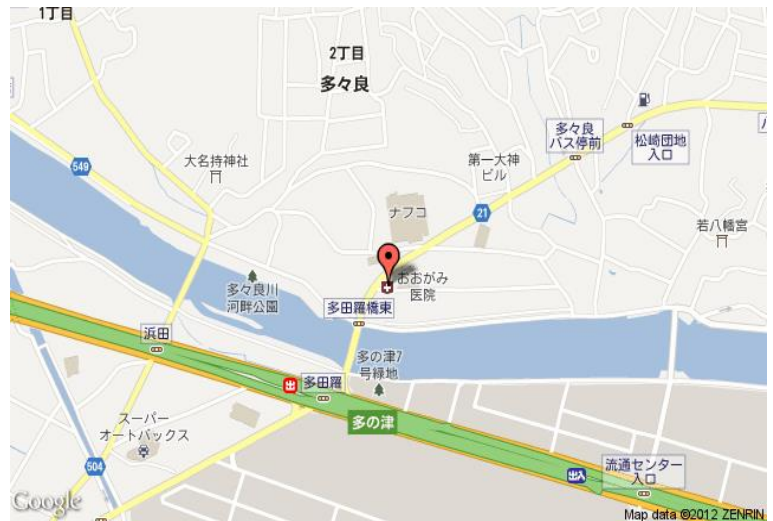 1丁目
2丁目
多々良
多々良
バス停前
松崎団地
入口
八
549
大名持神社
第一大神
ビル
ナフコ
21
若八幡宮
おおがみ
医院
多々良川
河畔公園
多田羅橋東
浜田
多の津7
号緑地
出
多田羅
多の津
スーパー
オートバックス
504
流通センター
入口
出入
Google
Map data ©2012 ZENRIN